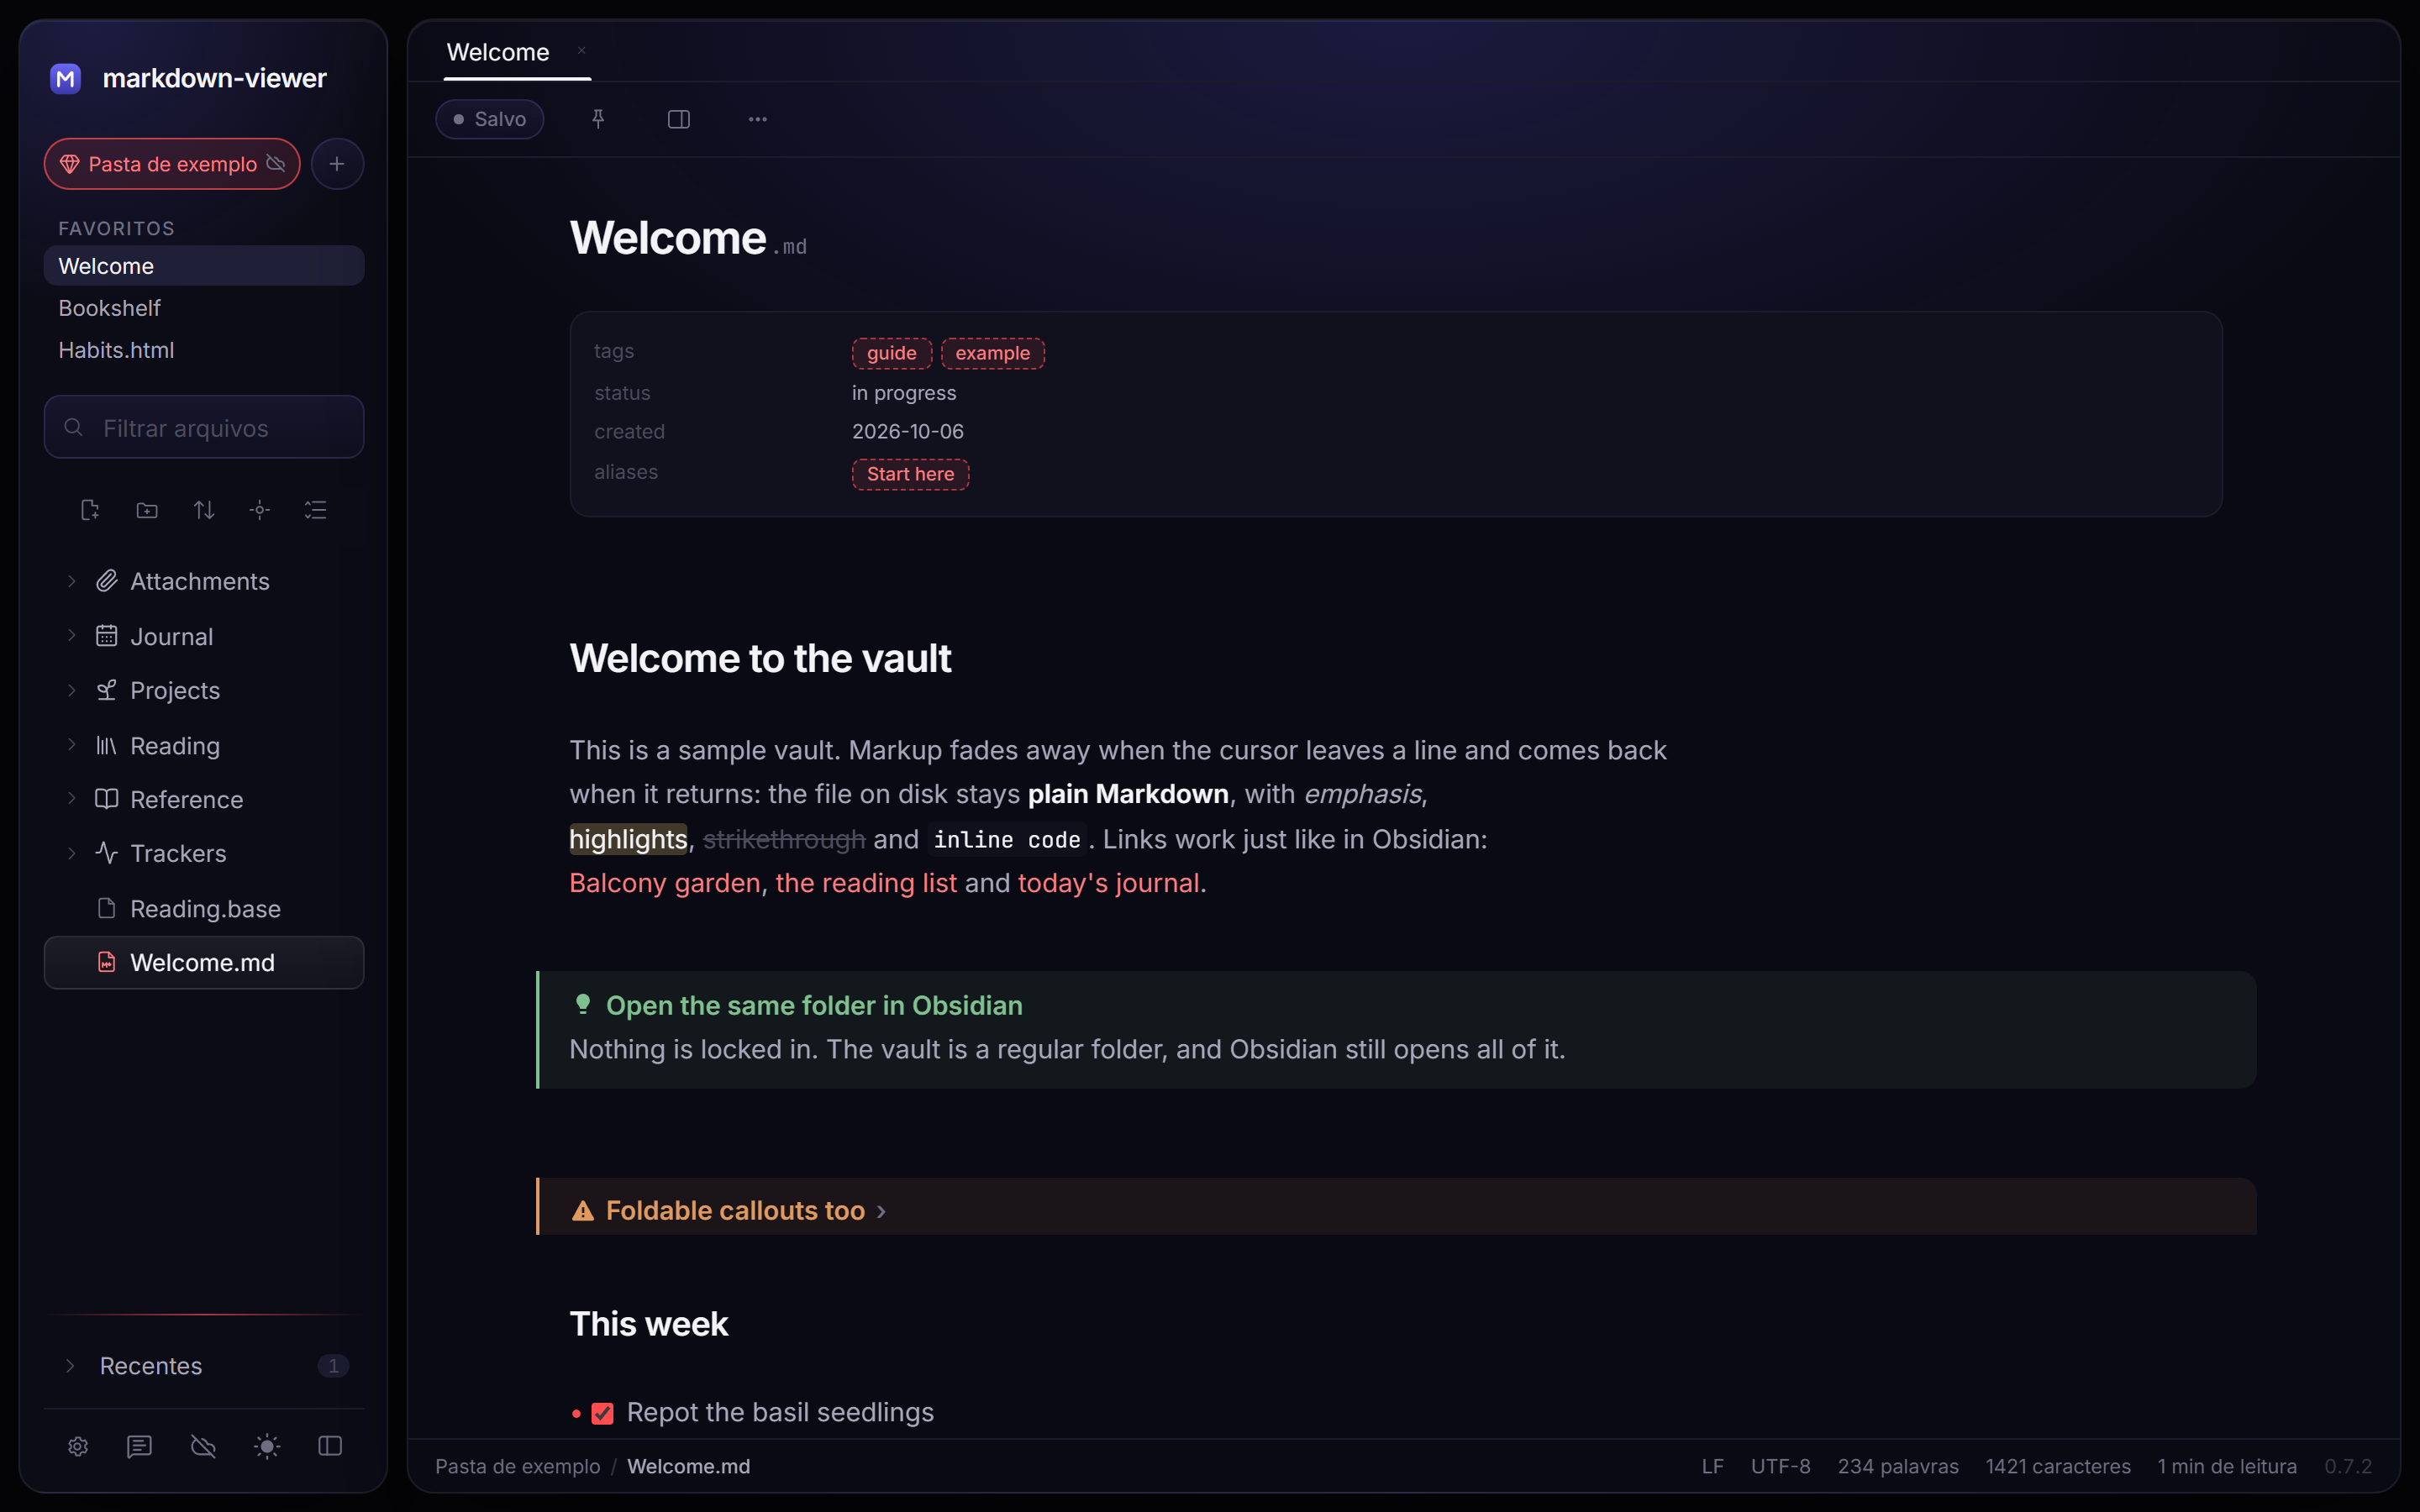 markdown-viewer
Pasta de exemplo
FAVORITOS
Welcome
Bookshelf
Habits.html
Filtrar arquivos
Attachments
Journal
Projects
Reading
Reference
Trackers
Reading.base
Welcome.md
Recentes 1
Welcome
Salvo
Welcome .md
tags guide example
status in progress
created 2026-10-06
aliases Start here
Welcome to the vault
This is a sample vault. Markup fades away when the cursor leaves a line and comes back
when it returns: the file on disk stays plain Markdown, with emphasis,
highlights, strikethrough and inline code. Links work just like in Obsidian:
Balcony garden, the reading list and today's journal.
Open the same folder in Obsidian
Nothing is locked in. The vault is a regular folder, and Obsidian still opens all of it.
Foldable callouts too
This week
Repot the basil seedlings
Pasta de exemplo / Welcome.md LF UTF-8 234 palavras 1421 caracteres 1 min de leitura 0.7.2